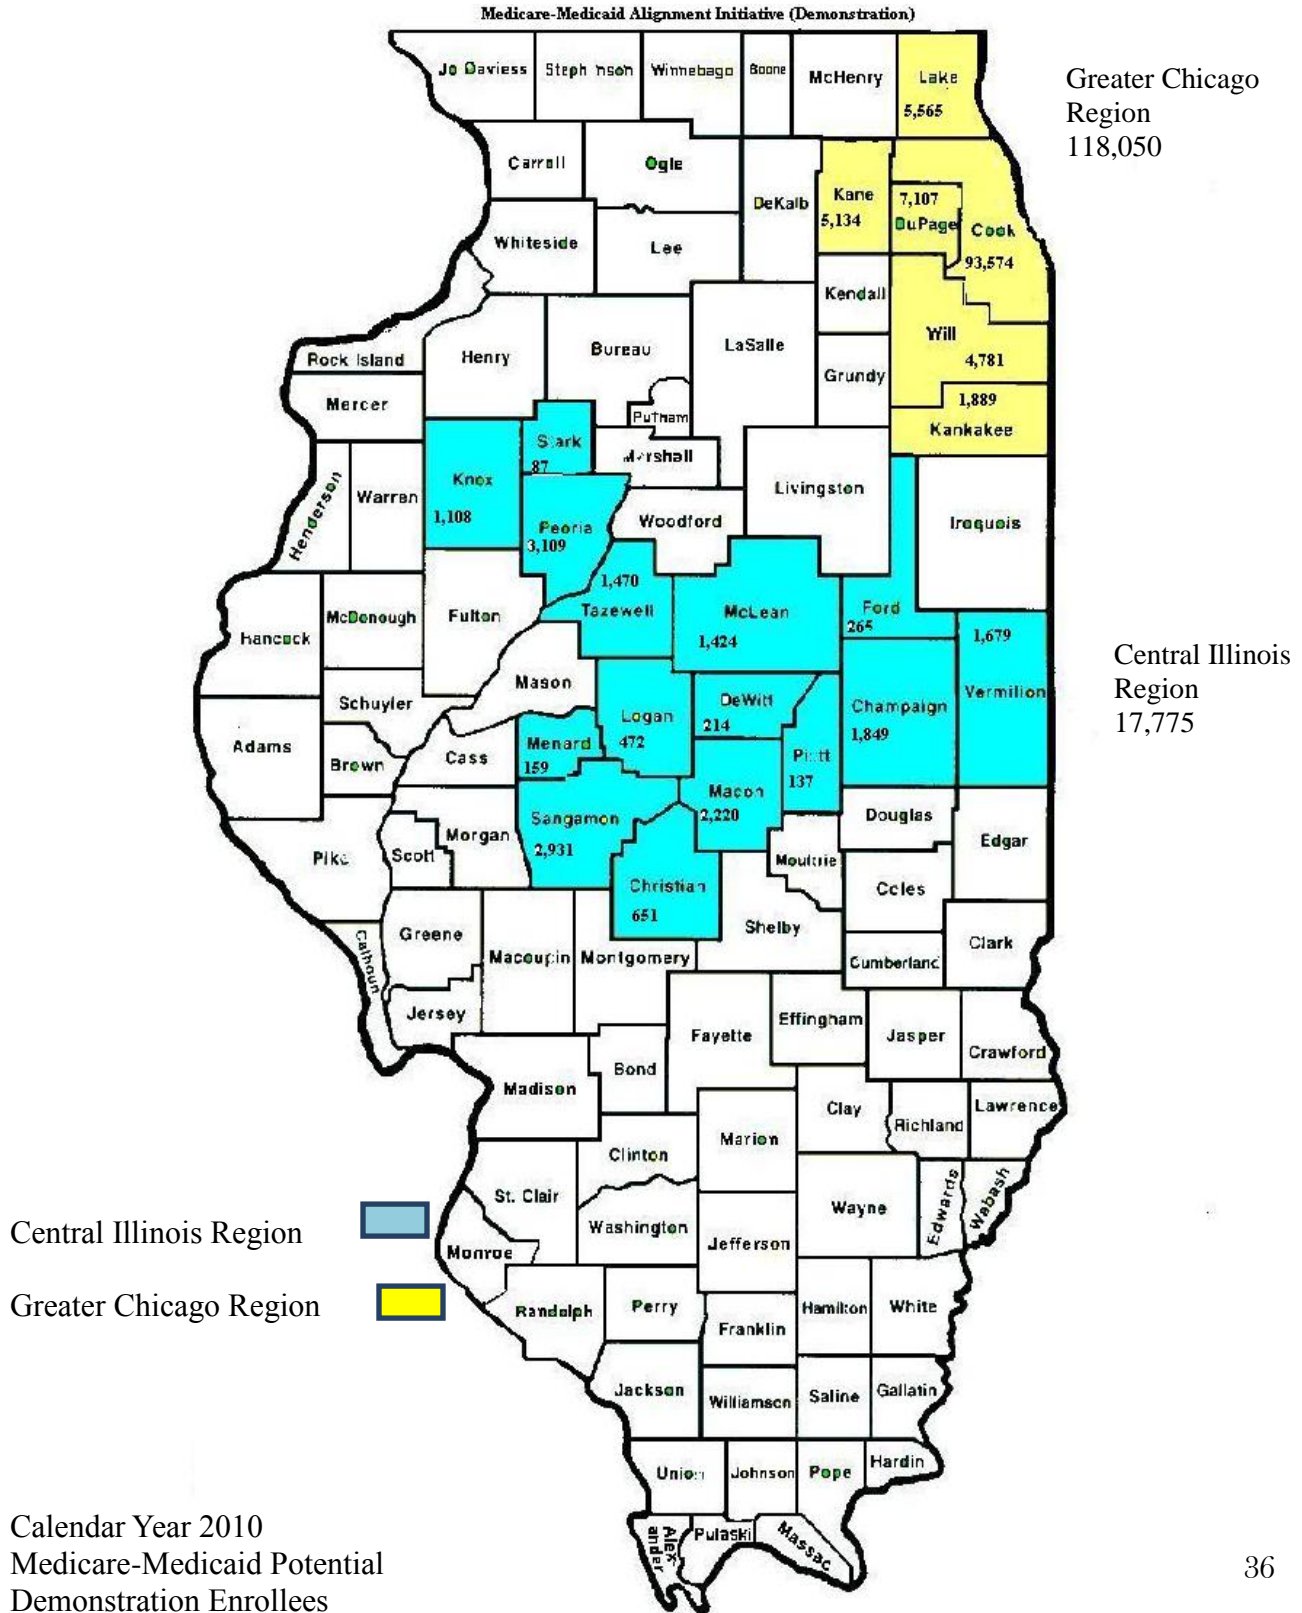 Medicare-Medicaid Alignment Initiative (Demonstration)
Jo Daviess
Winnebago
Boone
McHenry
Lake
5,565
Greater Chicago
Region
118,050
Carroll
Ogle
DeKalb
Kane
5,134
7,107
DuPage
Cook
93,574
Whiteside
Lee
Kendall
Will
4,781
Rock Island
Henry
Bureau
LaSalle
Grundy
1,889
Kankakee
Mercer
Putnam
87
Knox
1,108
Warren
Henderson
Peoria
3,109
Woodford
Livingston
Iroquois
1,470
Tazewell
McLean
1,424
Ford
265
1,679
Vermilion
Hancock
McDonough
Fulton
Central Illinois
Region
17,775
Mason
Schuyler
Logan
472
DeWitt
214
Champaign
1,849
Adams
Brown
Cass
Menard
159
137
Macon
2,220
Sangamon
2,931
Douglas
Edgar
Scott
Morgan
Moultrie
Coles
Christian
651
Shelby
Calhoun
Greene
Macoupin
Montgomery
Cumberland
Clark
Jersey
Fayette
Effingham
Jasper
Crawford
Madison
Bond
Clay
Richland
Lawrence
Marion
Clinton
St. Clair
Wayne
Edwards
Wabash
Washington
Jefferson
Central Illinois Region
Monroe
Greater Chicago Region
Randolph
Perry
Franklin
Hamilton
White
Jackson
Williamson
Saline
Gallatin
Union
Johnson
Pope
Hardin
Alex-
ander
Pulaski
Massac
Calendar Year 2010
Medicare-Medicaid Potential
Demonstration Enrollees
36